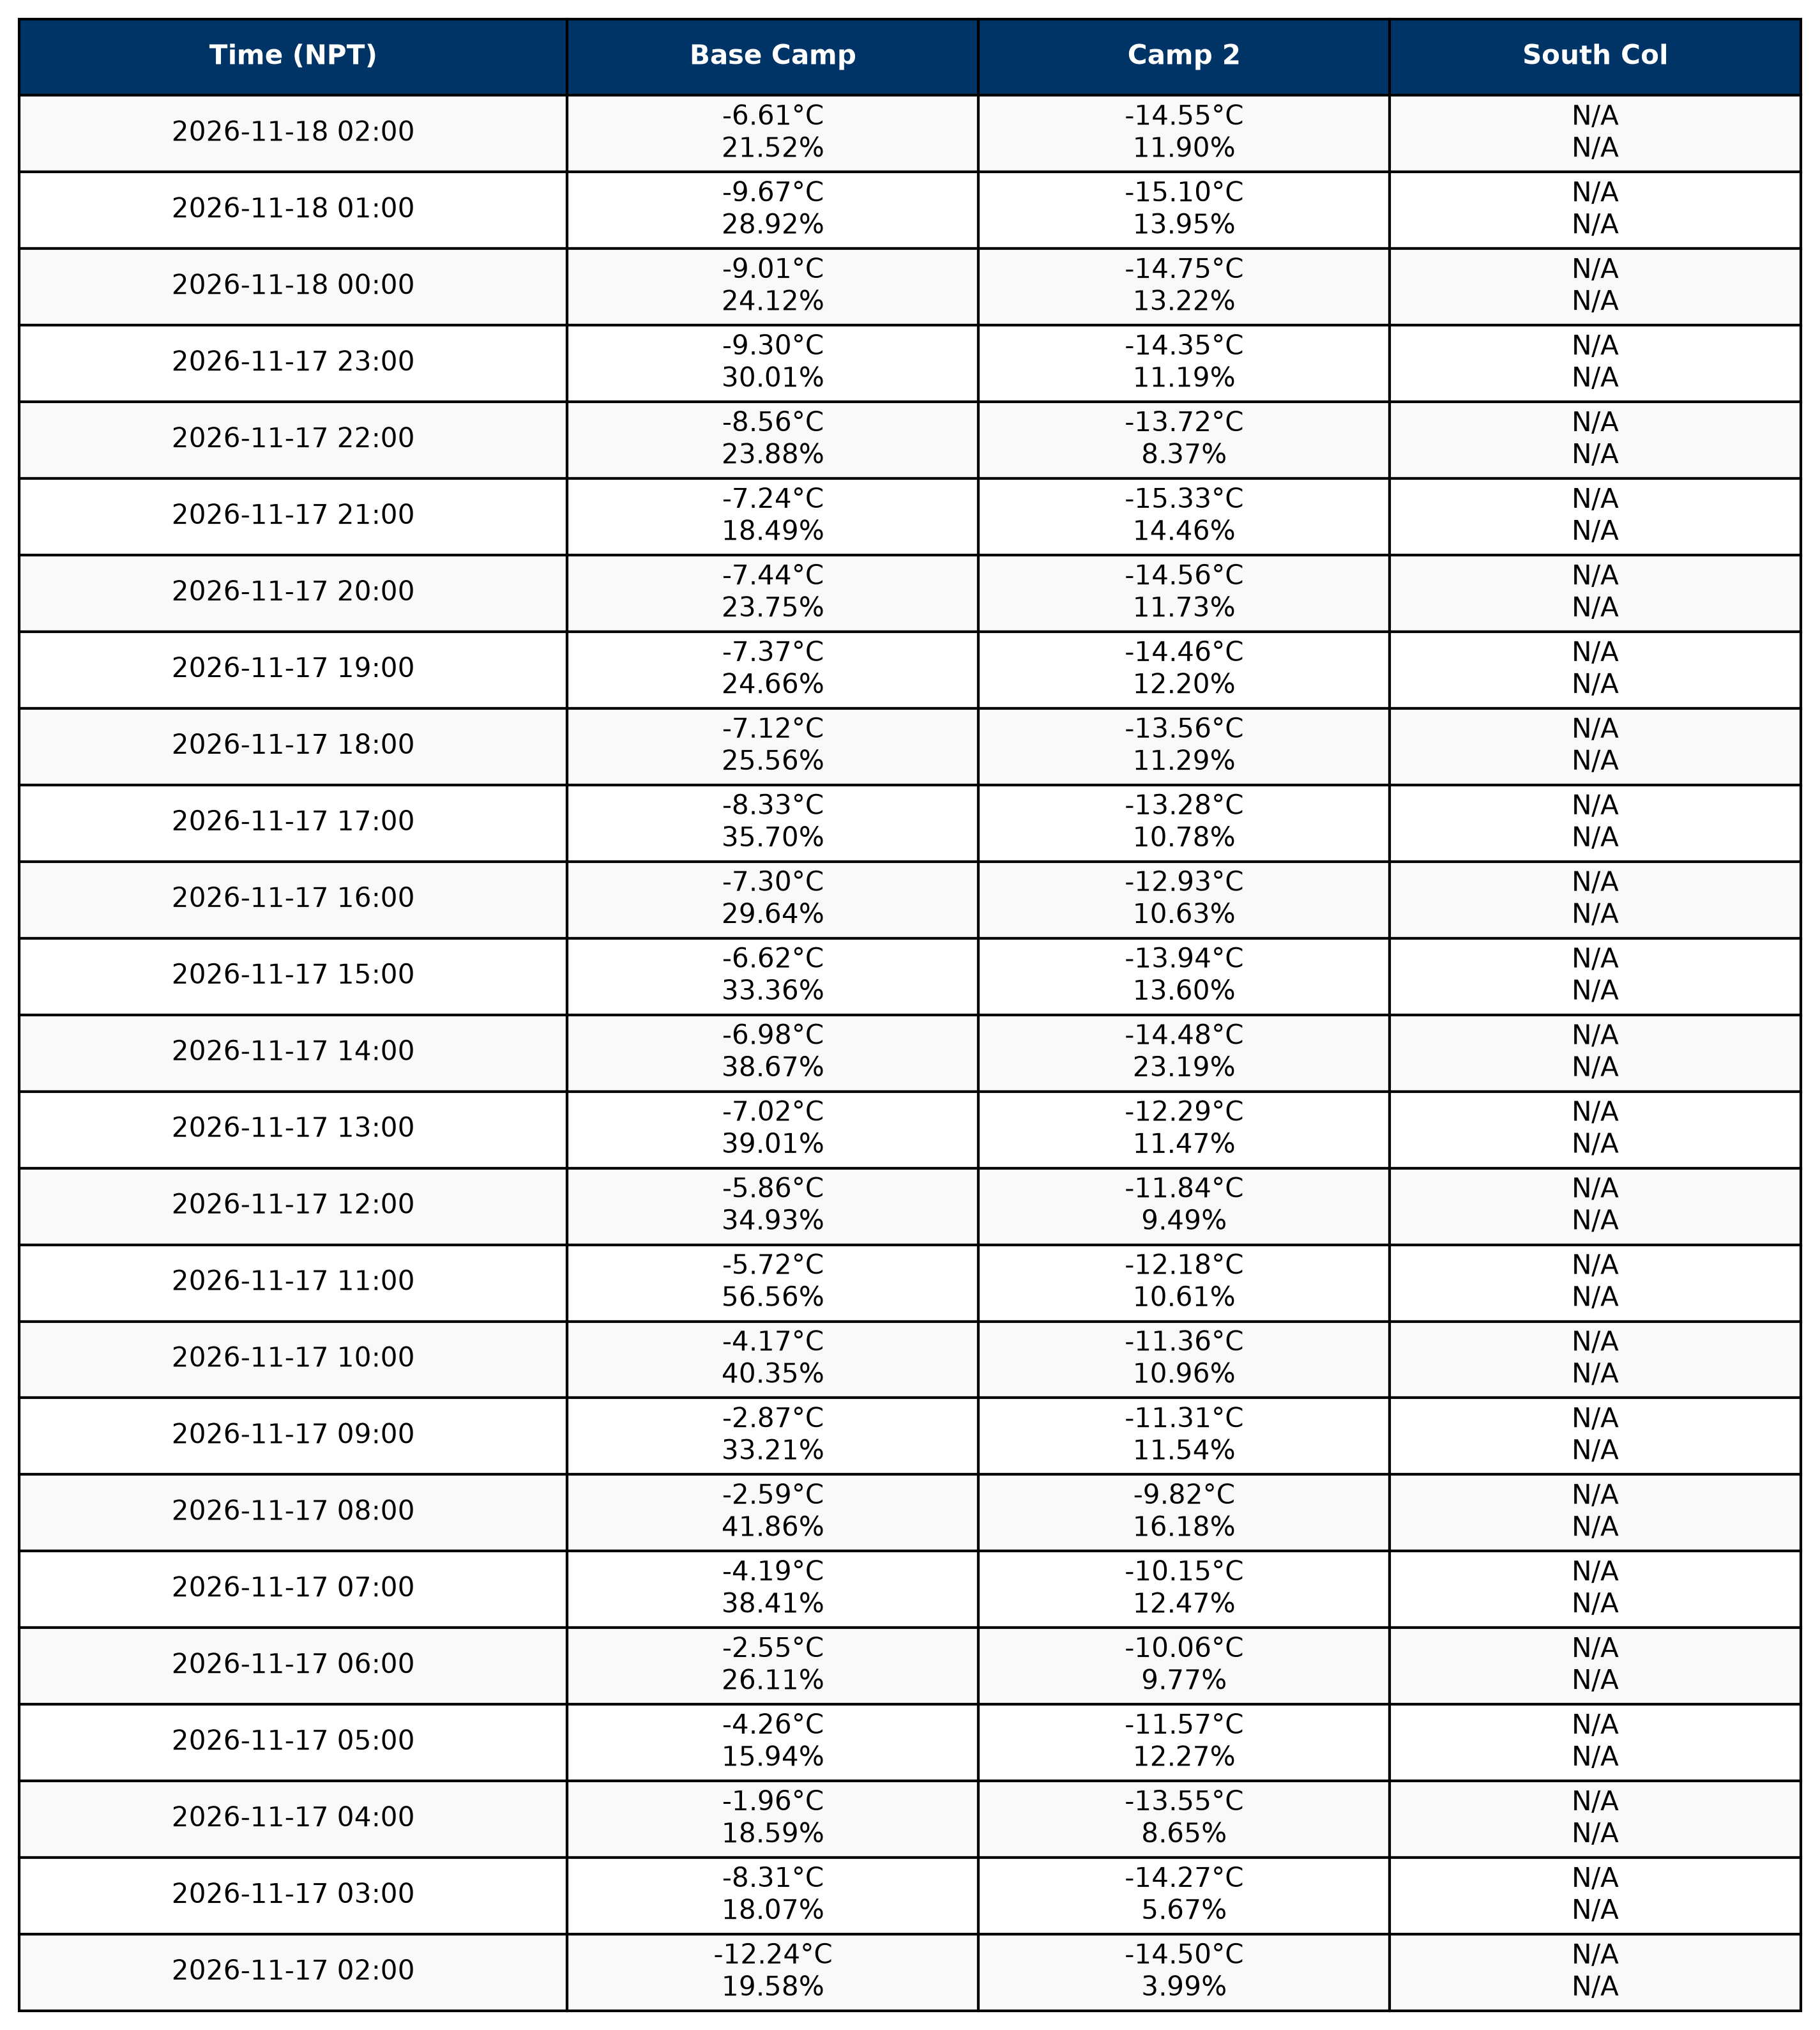 Time (NPT) Base Camp Camp 2 South Col
2026-11-18 02:00 -6.61°C -14.55°C N/A
21.52% 11.90% N/A
2026-11-18 01:00 -9.67°C -15.10°C N/A
28.92% 13.95% N/A
2026-11-18 00:00 -9.01°C -14.75°C N/A
24.12% 13.22% N/A
2026-11-17 23:00 -9.30°C -14.35°C N/A
30.01% 11.19% N/A
2026-11-17 22:00 -8.56°C -13.72°C N/A
23.88% 8.37% N/A
2026-11-17 21:00 -7.24°C -15.33°C N/A
18.49% 14.46% N/A
2026-11-17 20:00 -7.44°C -14.56°C N/A
23.75% 11.73% N/A
2026-11-17 19:00 -7.37°C -14.46°C N/A
24.66% 12.20% N/A
2026-11-17 18:00 -7.12°C -13.56°C N/A
25.56% 11.29% N/A
2026-11-17 17:00 -8.33°C -13.28°C N/A
35.70% 10.78% N/A
2026-11-17 16:00 -7.30°C -12.93°C N/A
29.64% 10.63% N/A
2026-11-17 15:00 -6.62°C -13.94°C N/A
33.36% 13.60% N/A
2026-11-17 14:00 -6.98°C -14.48°C N/A
38.67% 23.19% N/A
2026-11-17 13:00 -7.02°C -12.29°C N/A
39.01% 11.47% N/A
2026-11-17 12:00 -5.86°C -11.84°C N/A
34.93% 9.49% N/A
2026-11-17 11:00 -5.72°C -12.18°C N/A
56.56% 10.61% N/A
2026-11-17 10:00 -4.17°C -11.36°C N/A
40.35% 10.96% N/A
2026-11-17 09:00 -2.87°C -11.31°C N/A
33.21% 11.54% N/A
2026-11-17 08:00 -2.59°C -9.82°C N/A
41.86% 16.18% N/A
2026-11-17 07:00 -4.19°C -10.15°C N/A
38.41% 12.47% N/A
2026-11-17 06:00 -2.55°C -10.06°C N/A
26.11% 9.77% N/A
2026-11-17 05:00 -4.26°C -11.57°C N/A
15.94% 12.27% N/A
2026-11-17 04:00 -1.96°C -13.55°C N/A
18.59% 8.65% N/A
2026-11-17 03:00 -8.31°C -14.27°C N/A
18.07% 5.67% N/A
2026-11-17 02:00 -12.24°C -14.50°C N/A
19.58% 3.99% N/A